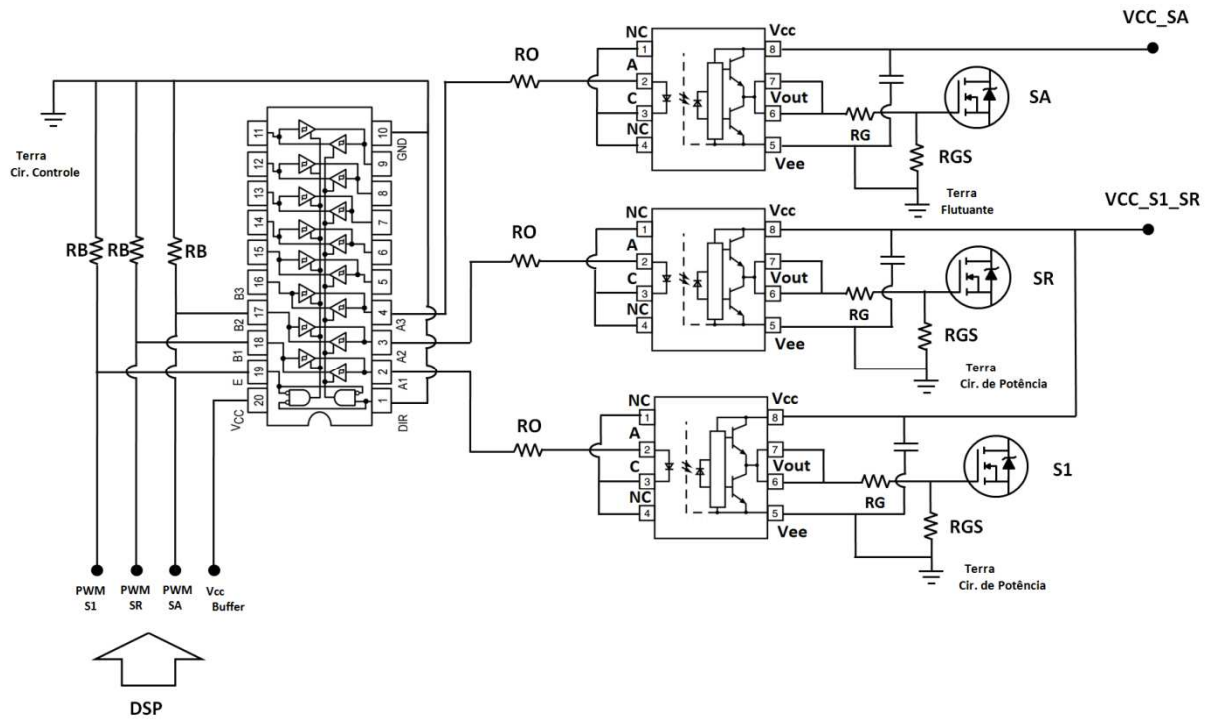 VCC_SA
NC
Vcc
1
8
RO
A
2
7
C
Vout
3
6
NC
RG
4
5
Vee
SA
RGS
Terra
Flutuante
Terra
Cir. Controle
11
10
GND
12
9
13
8
14
7
15
6
16
5
B3
17
4
A3
B2
18
3
A2
B1
19
2
A1
E
20
1
VCC
DIR
RB
RB
RB
VCC_S1_SR
NC
Vcc
1
8
RO
A
2
7
C
Vout
3
6
NC
RG
4
5
Vee
SR
RGS
Terra
Cir. de Potência
NC
Vcc
1
8
RO
A
2
7
C
Vout
3
6
NC
RG
4
5
Vee
S1
RGS
Terra
Cir. de Potência
PWM
S1
PWM
SR
PWM
SA
Vcc
Buffer
DSP